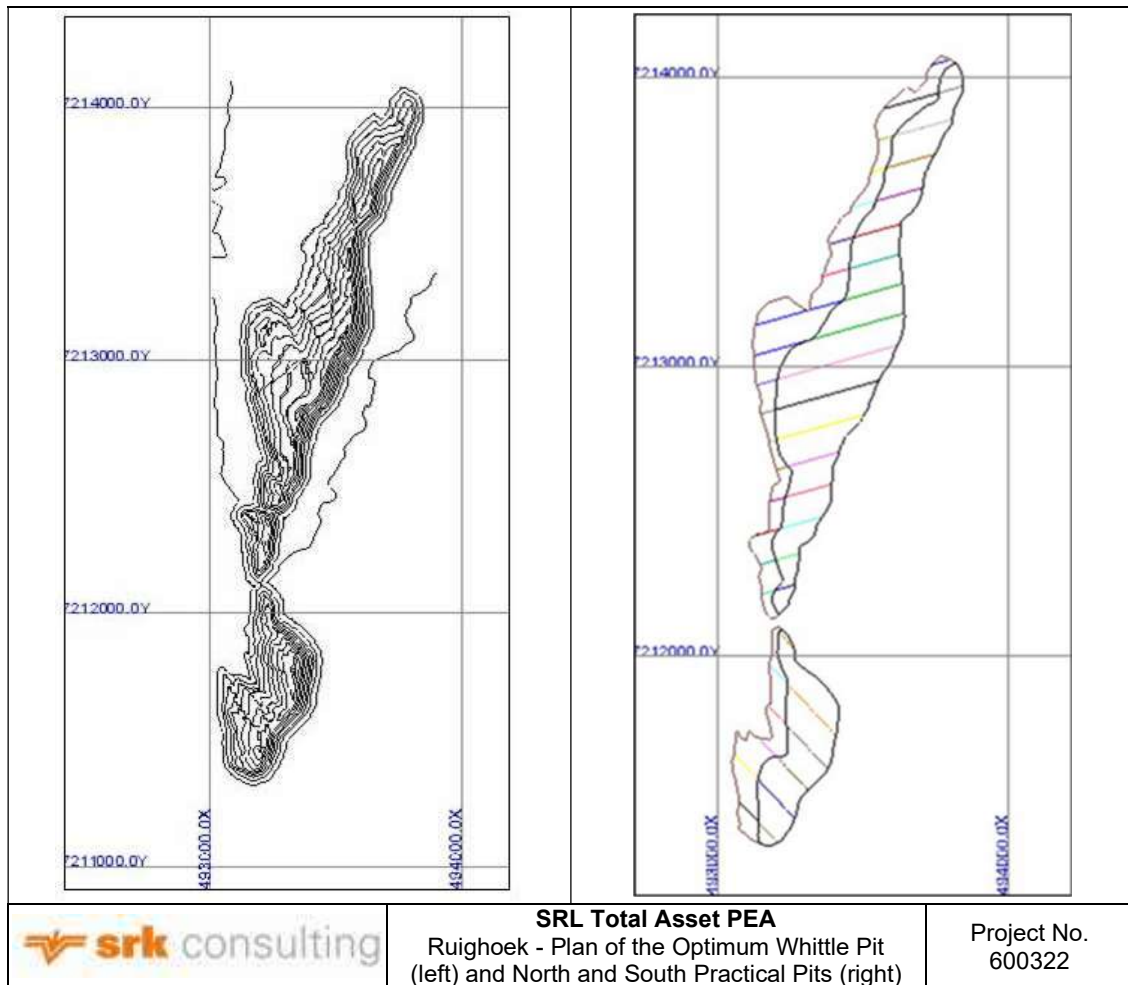 7214000.0Y
7213000.0Y
7212000.0Y
7211000.0Y
493000.0X
494000.0X
7214000.0Y
7213000.0Y
7212000.0Y
493000.0X
494000.0X
srk consulting
SRL Total Asset PEA
Ruighoek - Plan of the Optimum Whittle Pit
(left) and North and South Practical Pits (right)
Project No.
600322